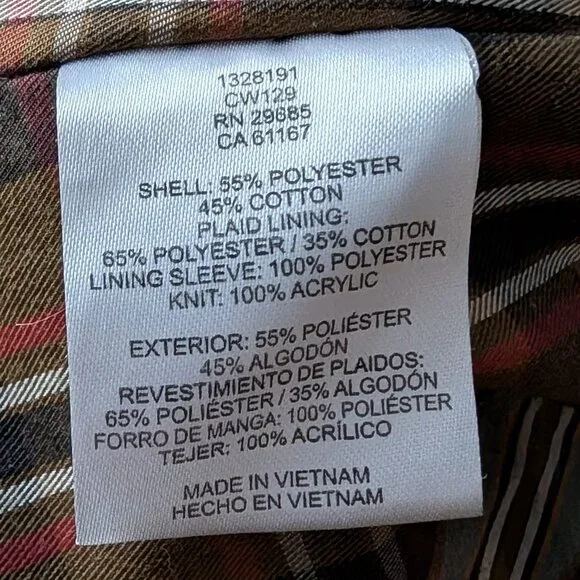 1328191
CW129
RN 29685
CA 61167
SHELL: 55% POLYESTER
45% COTTON
PLAID LINING:
65% POLYESTER / 35% COTTON
LINING SLEEVE: 100% POLYESTER
KNIT: 100% ACRYLIC
EXTERIOR: 55% POLIÉSTER
45% ALGODÓN
REVESTIMIENTO DE PLAIDOS:
65% POLIÉSTER / 35% ALGODÓN
FORRO DE MANGA: 100% POLIÉSTER
TEJER: 100% ACRÍLICO
MADE IN VIETNAM
HECHO EN VIETNAM